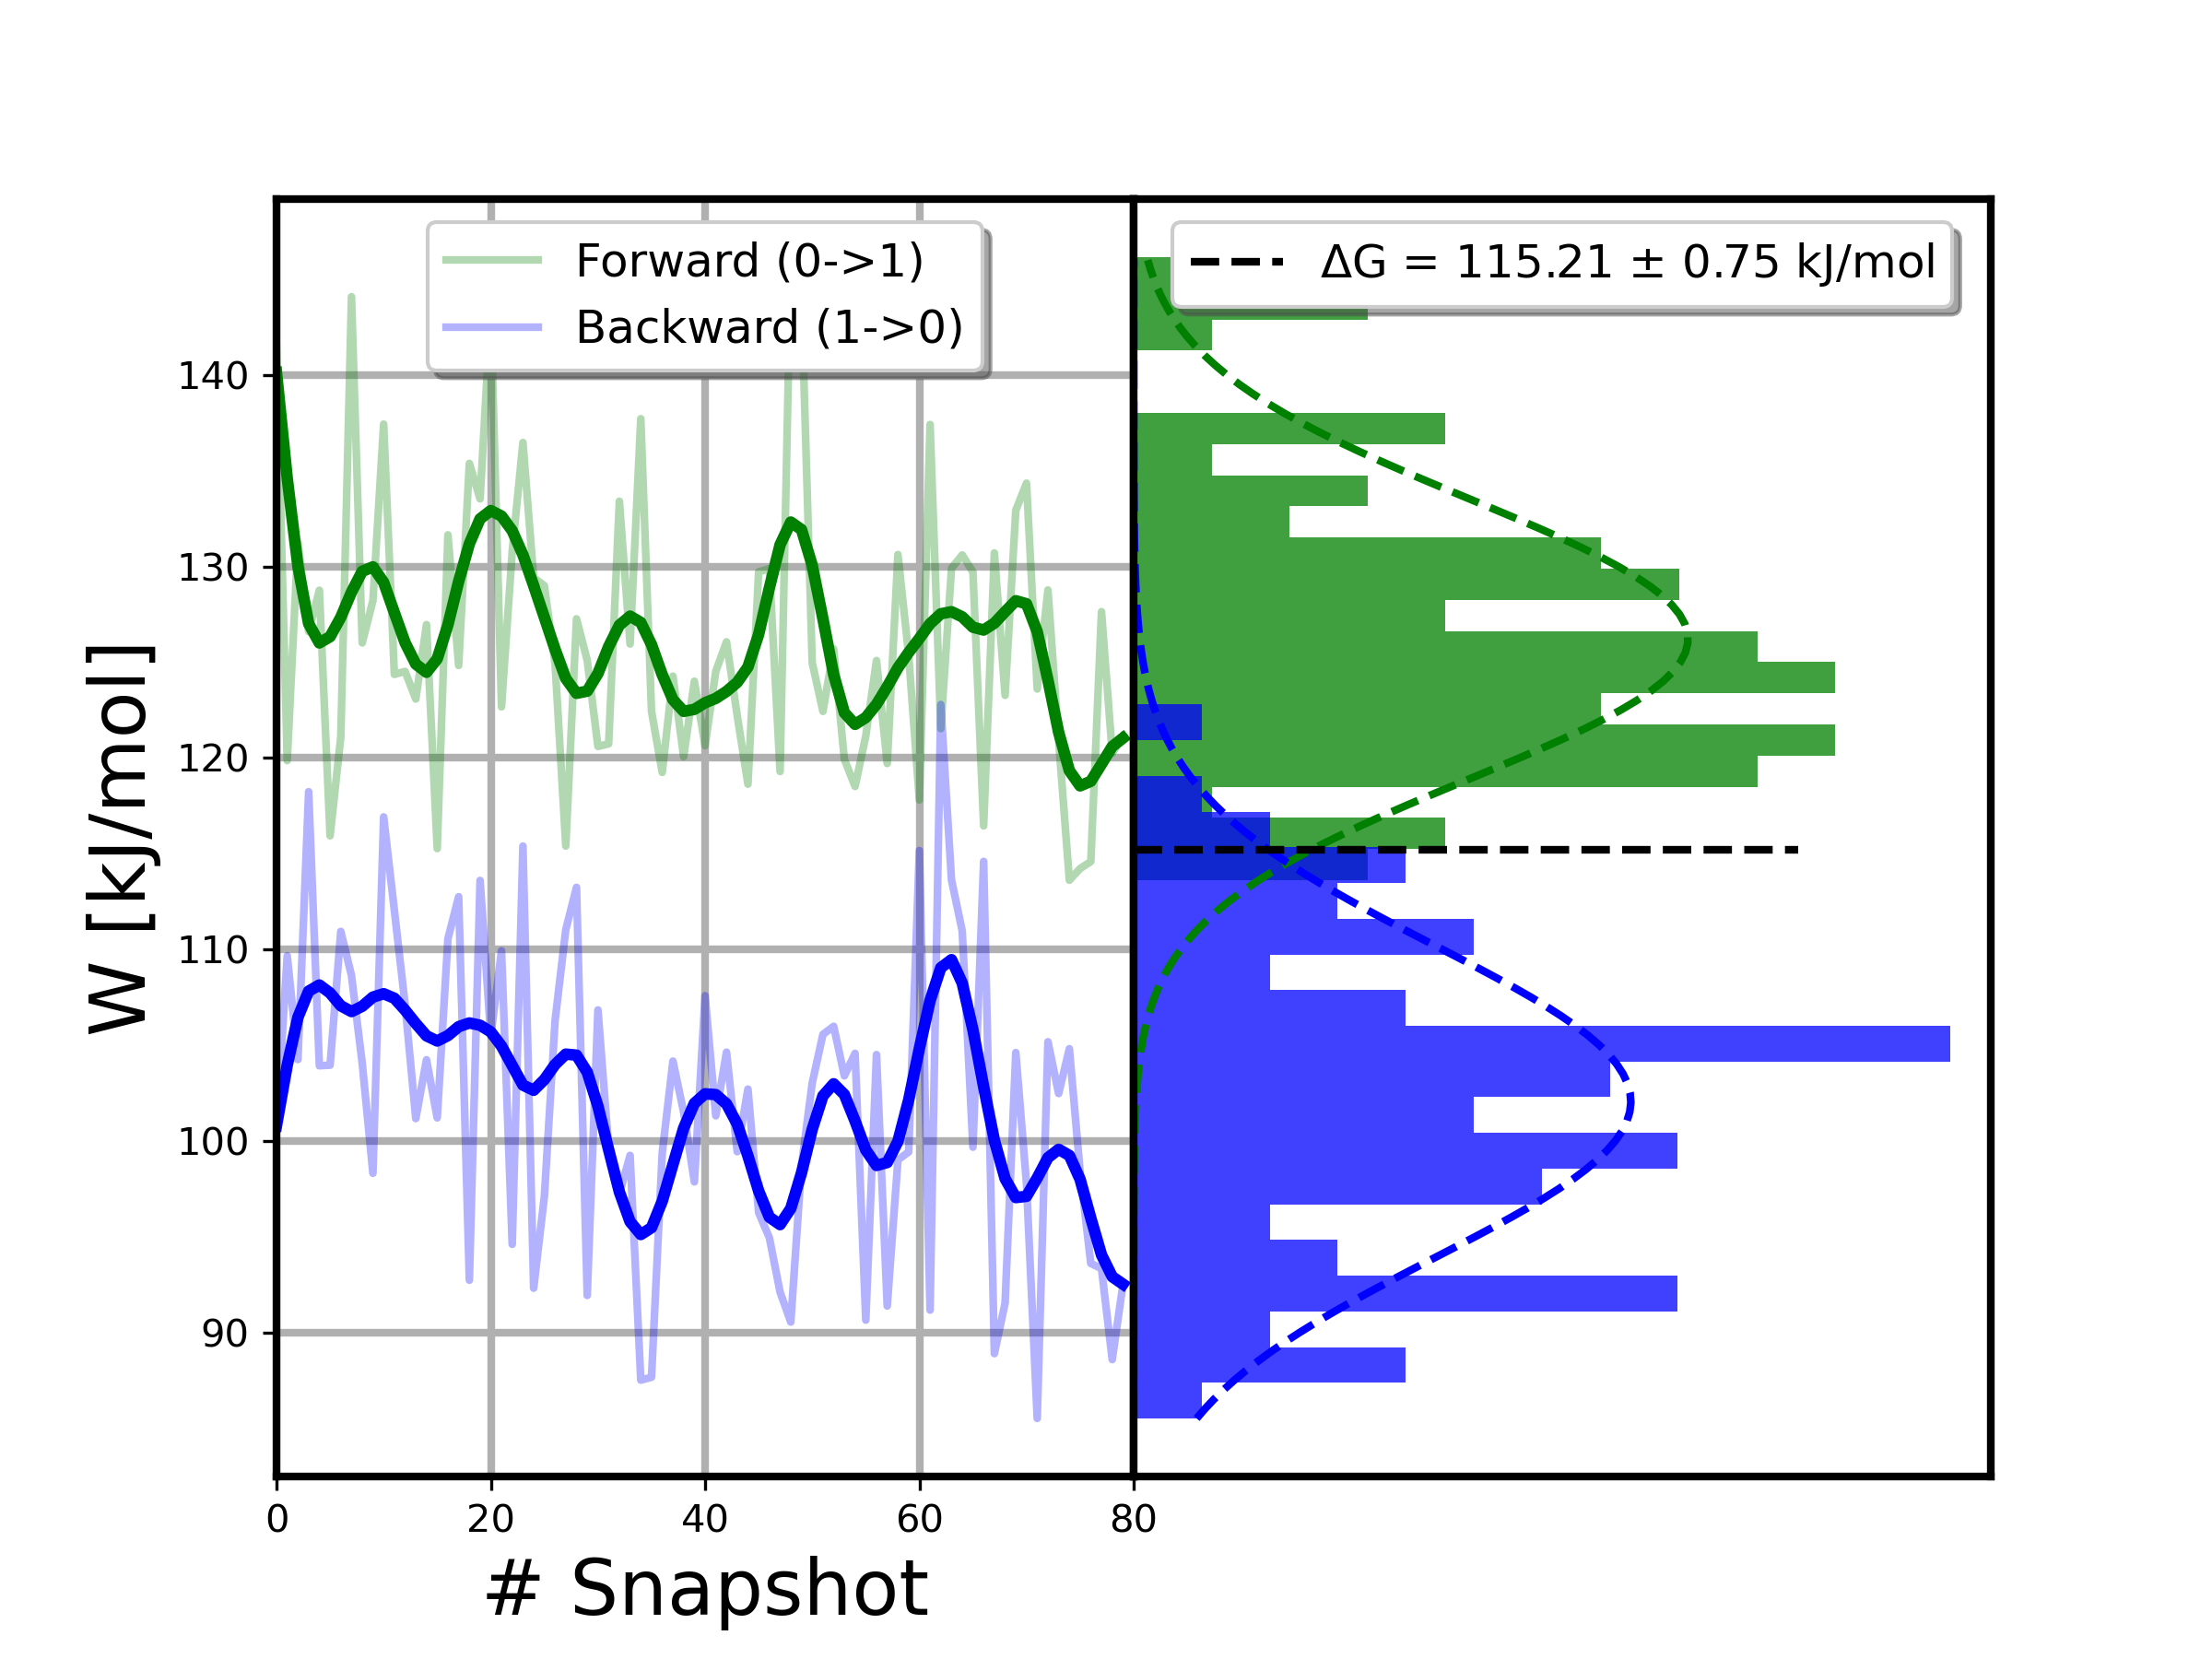 Forward (0->1)
Backward (1->0)
ΔG = 115.21 ± 0.75 kJ/mol
W [kJ/mol]
140
130
120
110
100
90
0
20
40
60
80
# Snapshot